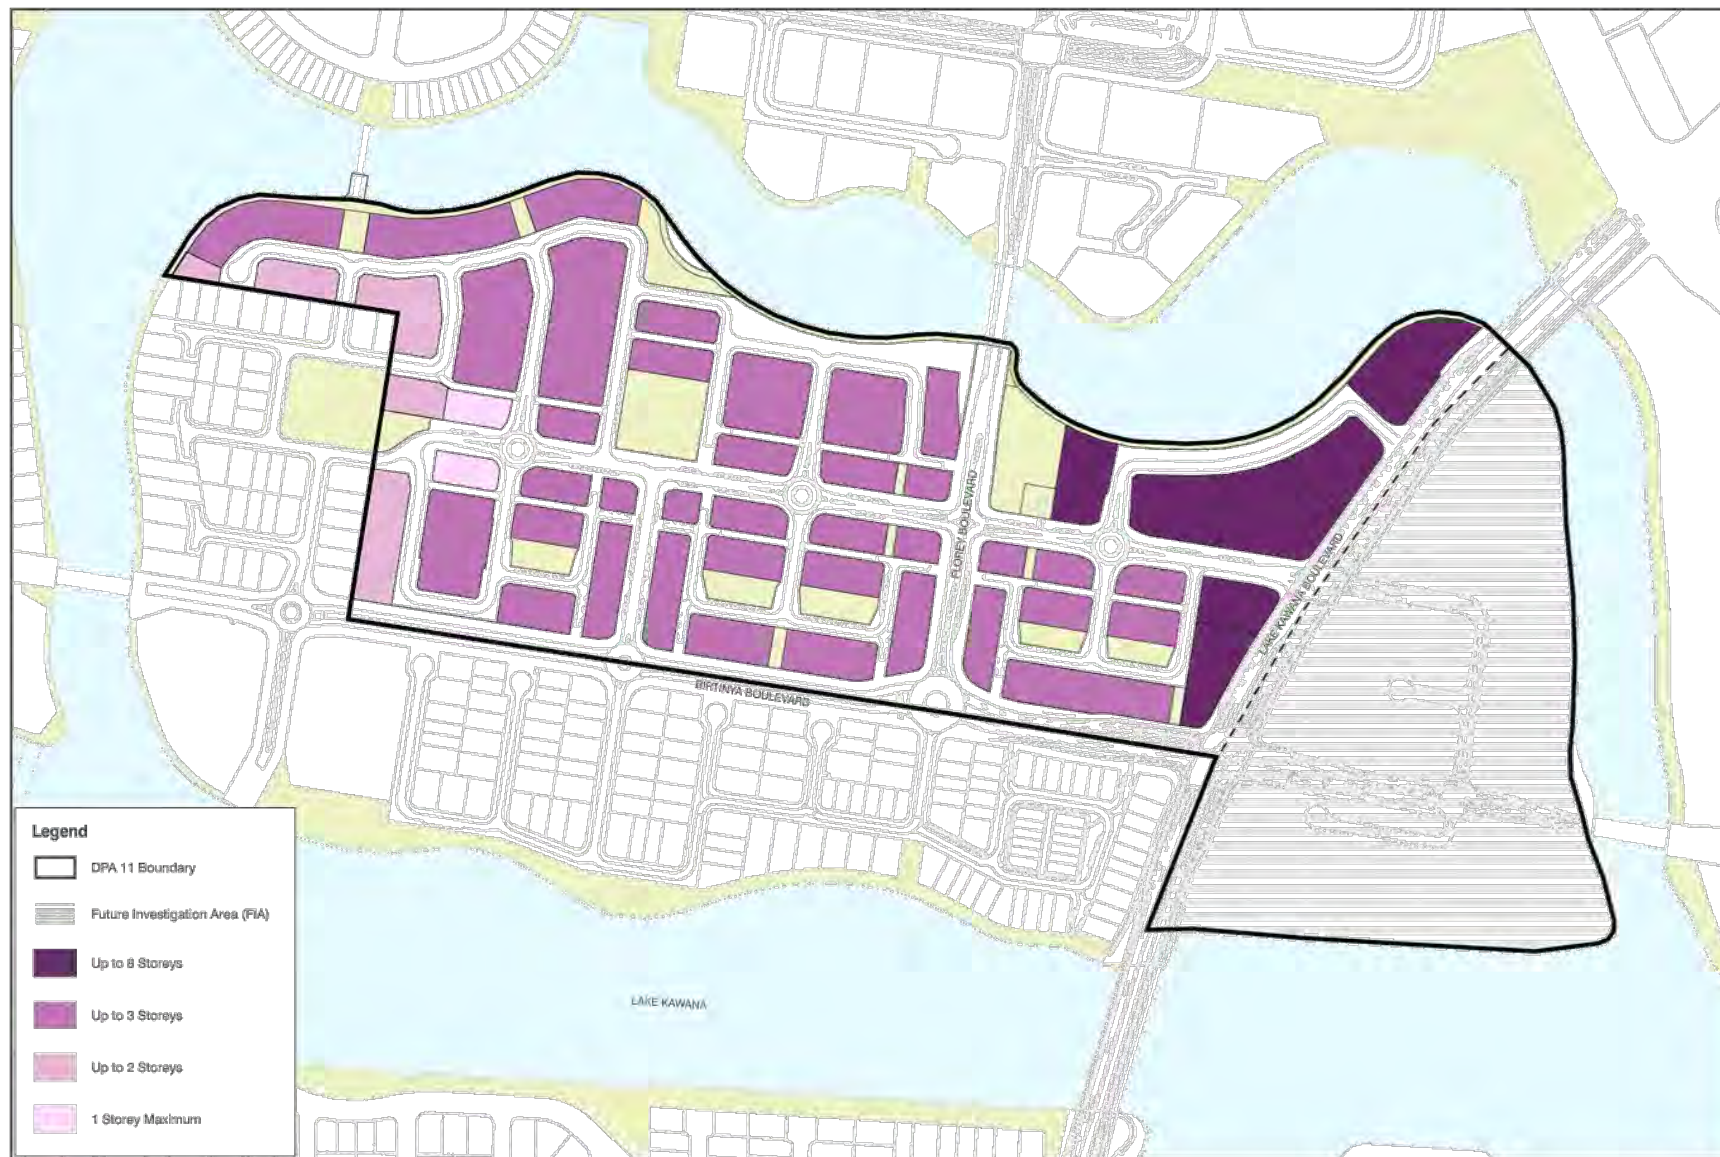 FLOREY BOULEVARD
LAKE KAWANA BOULEVARD
BIRTINYA BOULEVARD
Legend
DPA 11 Boundary
Future Investigation Area (FIA)
Up to 8 Storeys
Up to 3 Storeys
Up to 2 Storeys
1 Storey Maximum
LAKE KAWANA